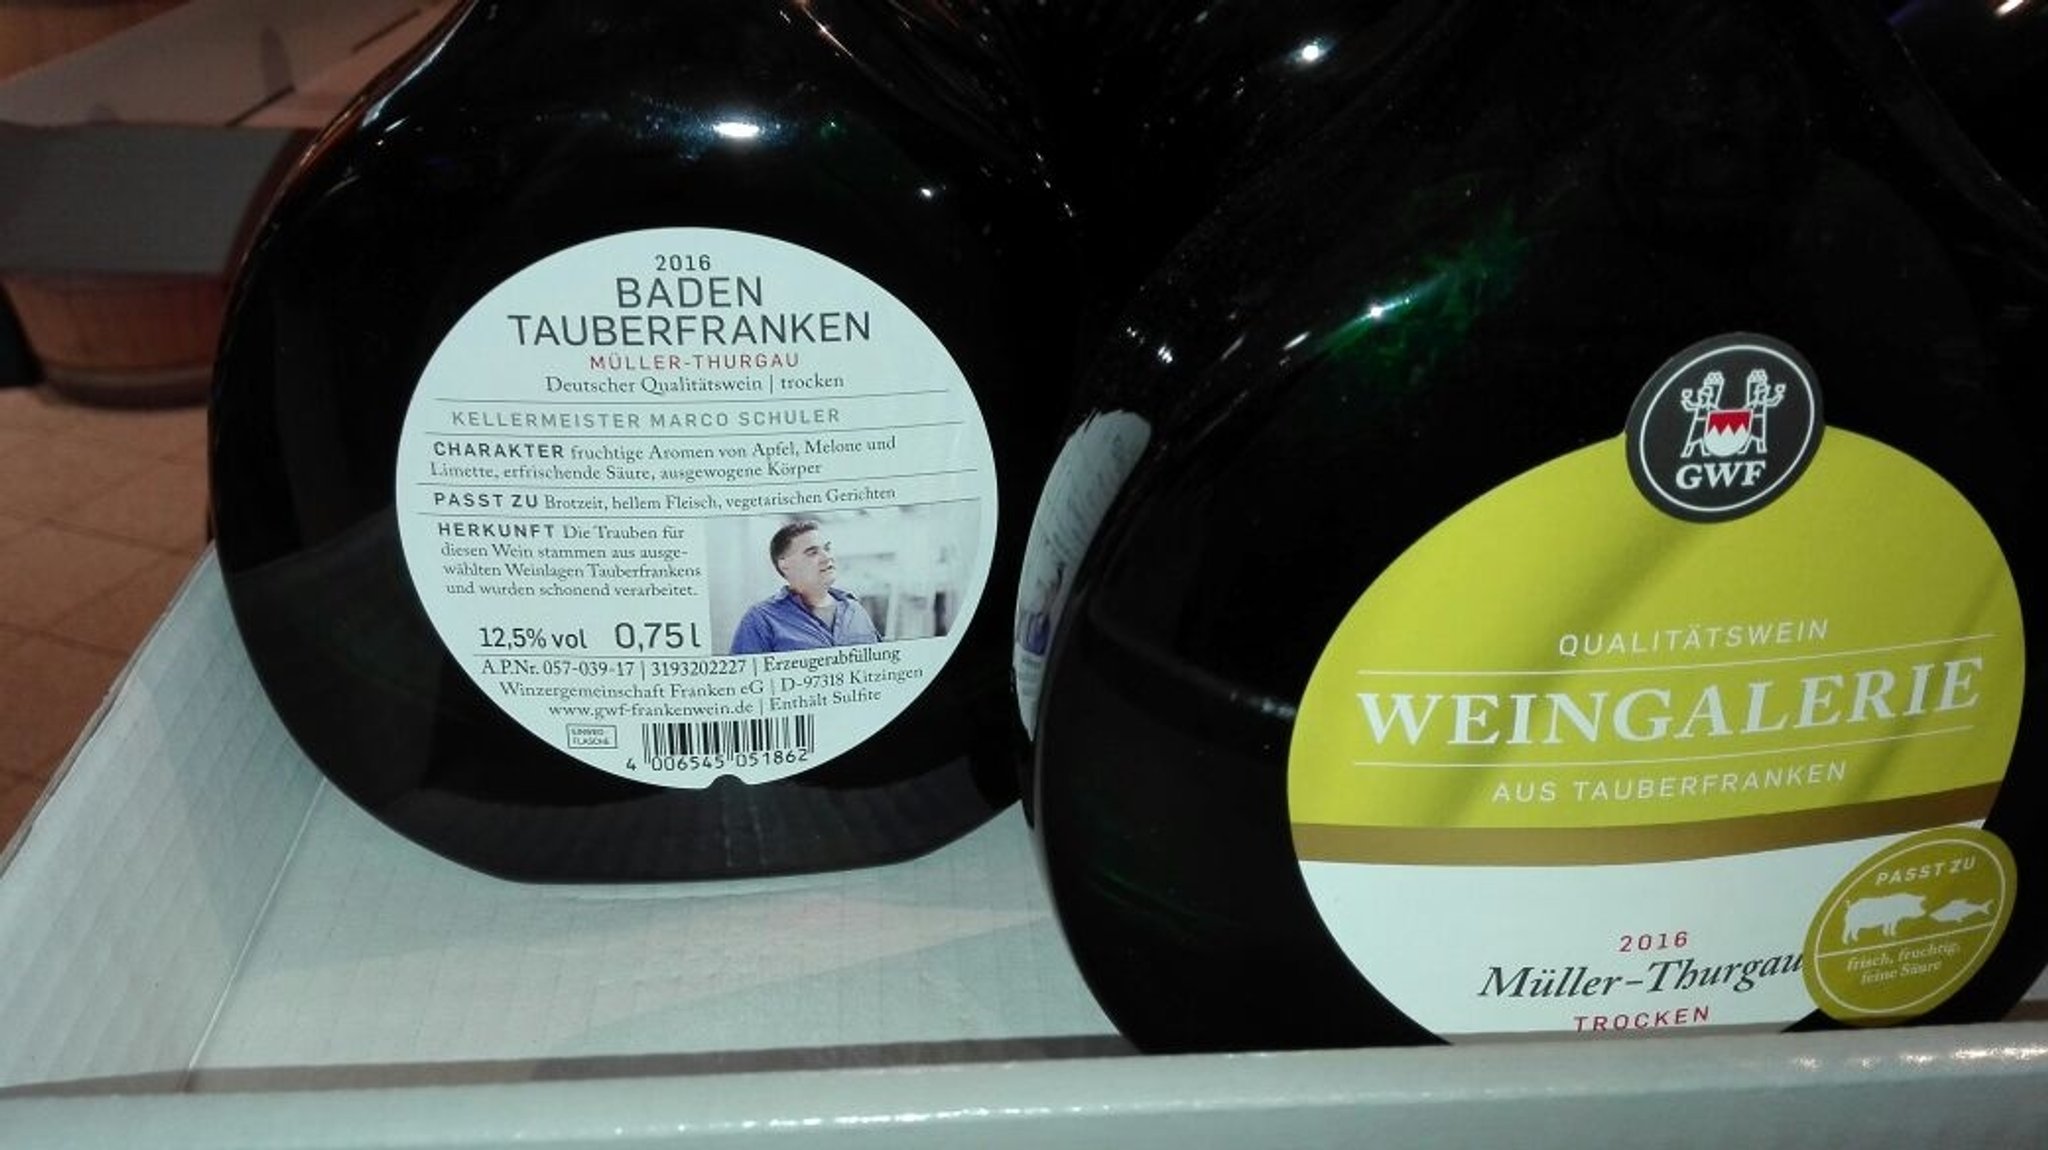 2016
BADEN
TAUBERFRANKEN
MÜLLER-THURGAU
Deutscher Qualitätswein | trocken
KELLERMEISTER MARCO SCHULER
CHARAKTER fruchtige Aromen von Apfel, Melone und
Limette, erfrischende Säure, ausgewogene Körper
PASST ZU Brotzeit, hellem Fleisch, vegetarischen Gerichten
HERKUNFT Die Trauben für
diesen Wein stammen aus ausge-
wählten Weinlagen Tauberfrankens
und wurden schonend verarbeitet.
12,5% vol 0,75 l
A.P.Nr. 057-039-17 | 3193202227 | Erzeugerabfüllung
Winzergemeinschaft Franken eG | D-97318 Kitzingen
www.gwf-frankenwein.de | Enthält Sulfite
EINWEG-
FLASCHE
4 006545 051862
GWF
QUALITÄTSWEIN
WEINGALERIE
AUS TAUBERFRANKEN
2016
Müller-Thurgau
TROCKEN
PASST ZU
frisch, fruchtig,
feine Säure